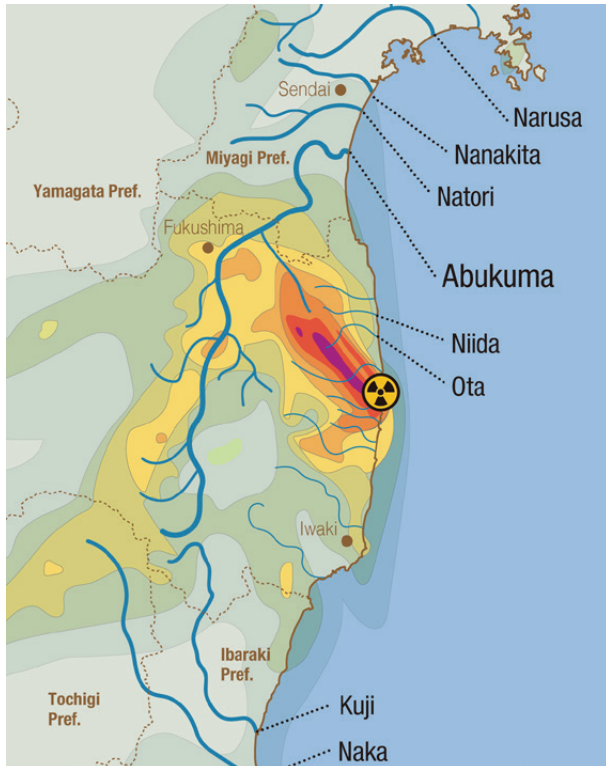 Sendai
Narusa
Nanakita
Miyagi Pref.
Natori
Yamagata Pref.
Fukushima
Abukuma
Niida
Ota
Iwaki
Ibaraki
Pref.
Tochigi
Pref.
Kuji
Naka